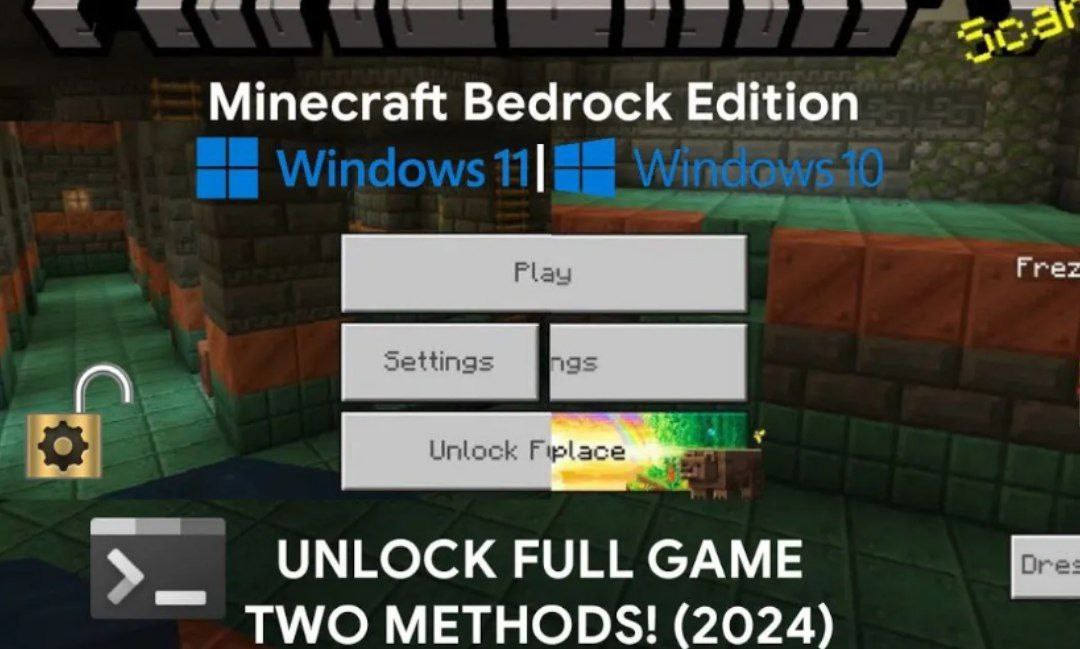 Minecraft Bedrock Edition
Windows 11 | Windows 10
Play
Settings
ngs
Unlock F
place
UNLOCK FULL GAME
TWO METHODS! (2024)
Scar
Frez
Dres